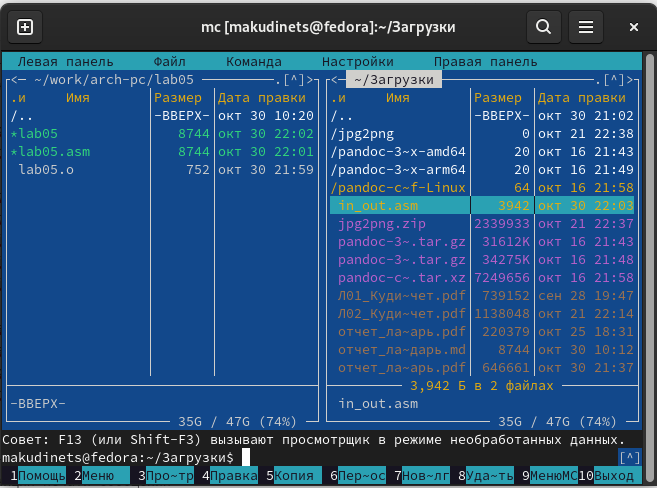 mc [makudinets@fedora]:~/Загрузки
Левая панель Файл Команда Настройки Правая панель
<— ~/work/arch-pc/lab05 .[^]> <— ~/Загрузки .[^]>
.и Имя Размер Дата правки .и Имя Размер Дата правки
/.. -ВВЕРХ- окт 30 10:20 /.. -ВВЕРХ- окт 30 21:02
*lab05 8744 окт 30 22:02 /jpg2png 0 окт 21 22:38
*lab05.asm 8744 окт 30 22:01 /pandoc-3~x-amd64 20 окт 16 21:43
lab05.o 752 окт 30 21:59 /pandoc-3~x-arm64 20 окт 16 21:49
/pandoc-c~f-Linux 64 окт 16 21:58
in_out.asm 3942 окт 30 22:03
jpg2png.zip 2339933 окт 21 22:37
pandoc-3~.tar.gz 31612K окт 16 21:43
pandoc-3~.tar.gz 34275K окт 16 21:48
pandoc-c~.tar.xz 7249656 окт 16 21:58
Л01_Куди~чет.pdf 739152 сен 28 19:47
Л02_Куди~чет.pdf 1138048 окт 21 22:14
отчет_ла~арь.pdf 220379 окт 25 18:31
отчет_ла~дарь.md 8744 окт 30 10:12
отчет_ла~арь.pdf 646661 окт 30 21:37
3,942 Б в 2 файлах
-ВВЕРХ- in_out.asm
35G / 47G (74%) 35G / 47G (74%)
Совет: F13 (или Shift-F3) вызывают просмотрщик в режиме необработанных данных.
makudinets@fedora:~/Загрузки$ [^]
1Помощь 2Меню 3Про~тр 4Правка 5Копия 6Пер~ос 7Нов~лг 8Уда~ть 9МенюMC 10Выход